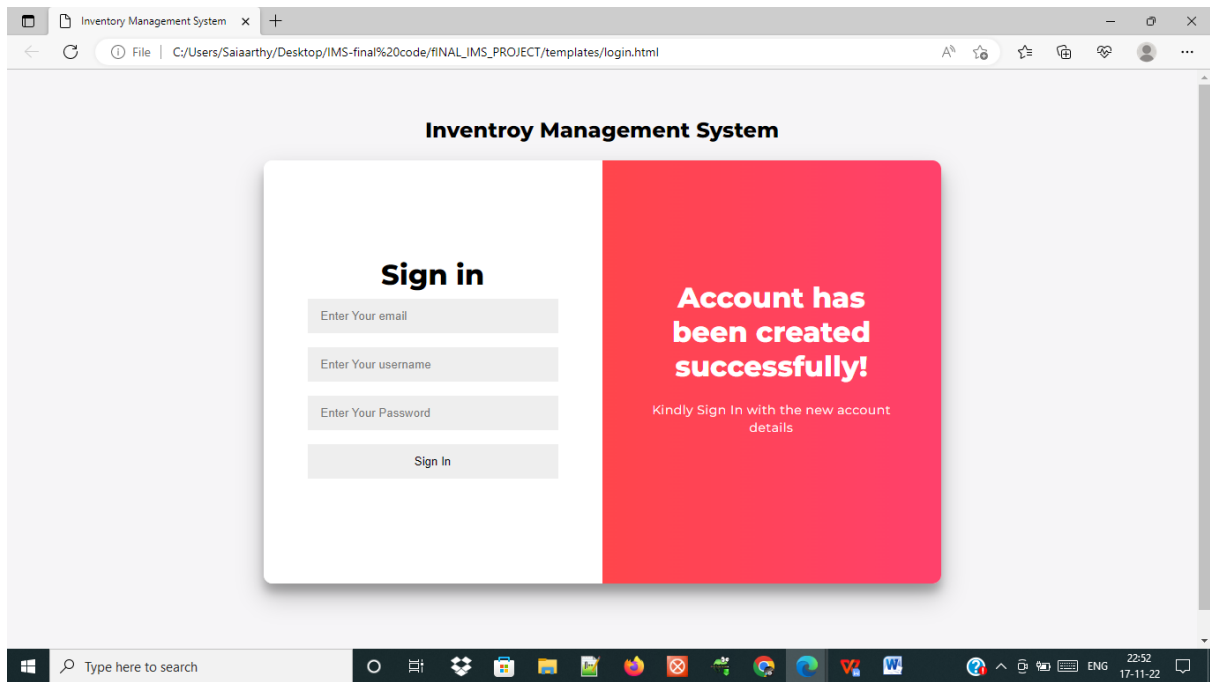 Inventory Management System
File
C:/Users/Saiaarthy/Desktop/IMS-final%20code/fINAL_IMS_PROJECT/templates/login.html
Inventroy Management System
Sign in
Enter Your email
Enter Your username
Enter Your Password
Sign In
Account has
been created
successfully!
Kindly Sign In with the new account
details
Type here to search
ENG
22:52
17-11-22